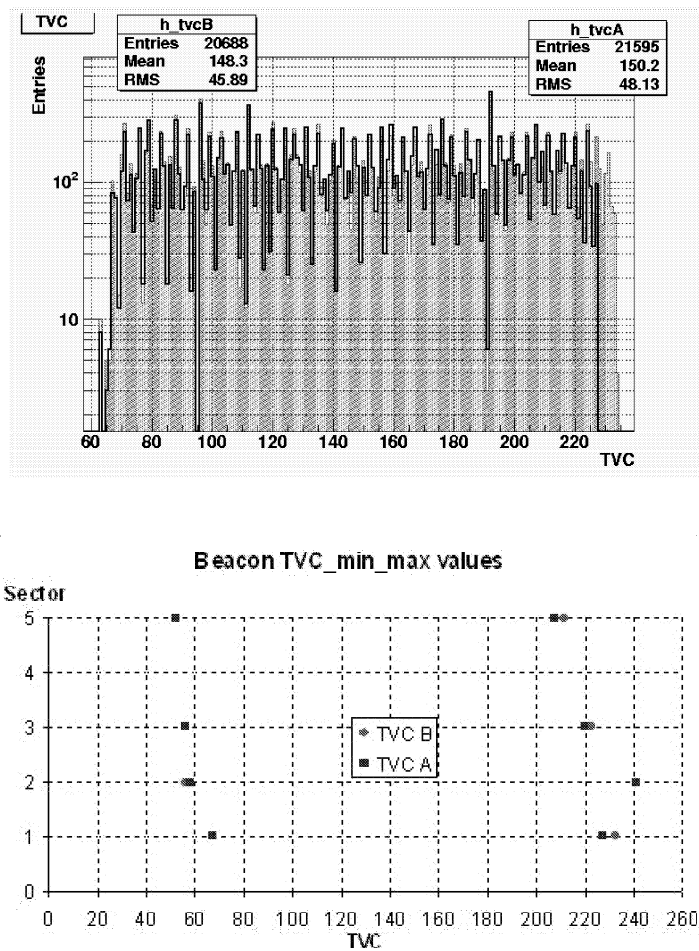 TVC
h_tvcB
Entries 20688
Mean 148.3
RMS 45.89
h_tvcA
Entries 21595
Mean 150.2
RMS 48.13
Entries
10²
10
60 80 100 120 140 160 180 200 220
TVC
Beacon TVC_min_max values
Sector
5
4
3
TVC B
TVC A
2
1
0
0 20 40 60 80 100 120 140 160 180 200 220 240 260
TVC